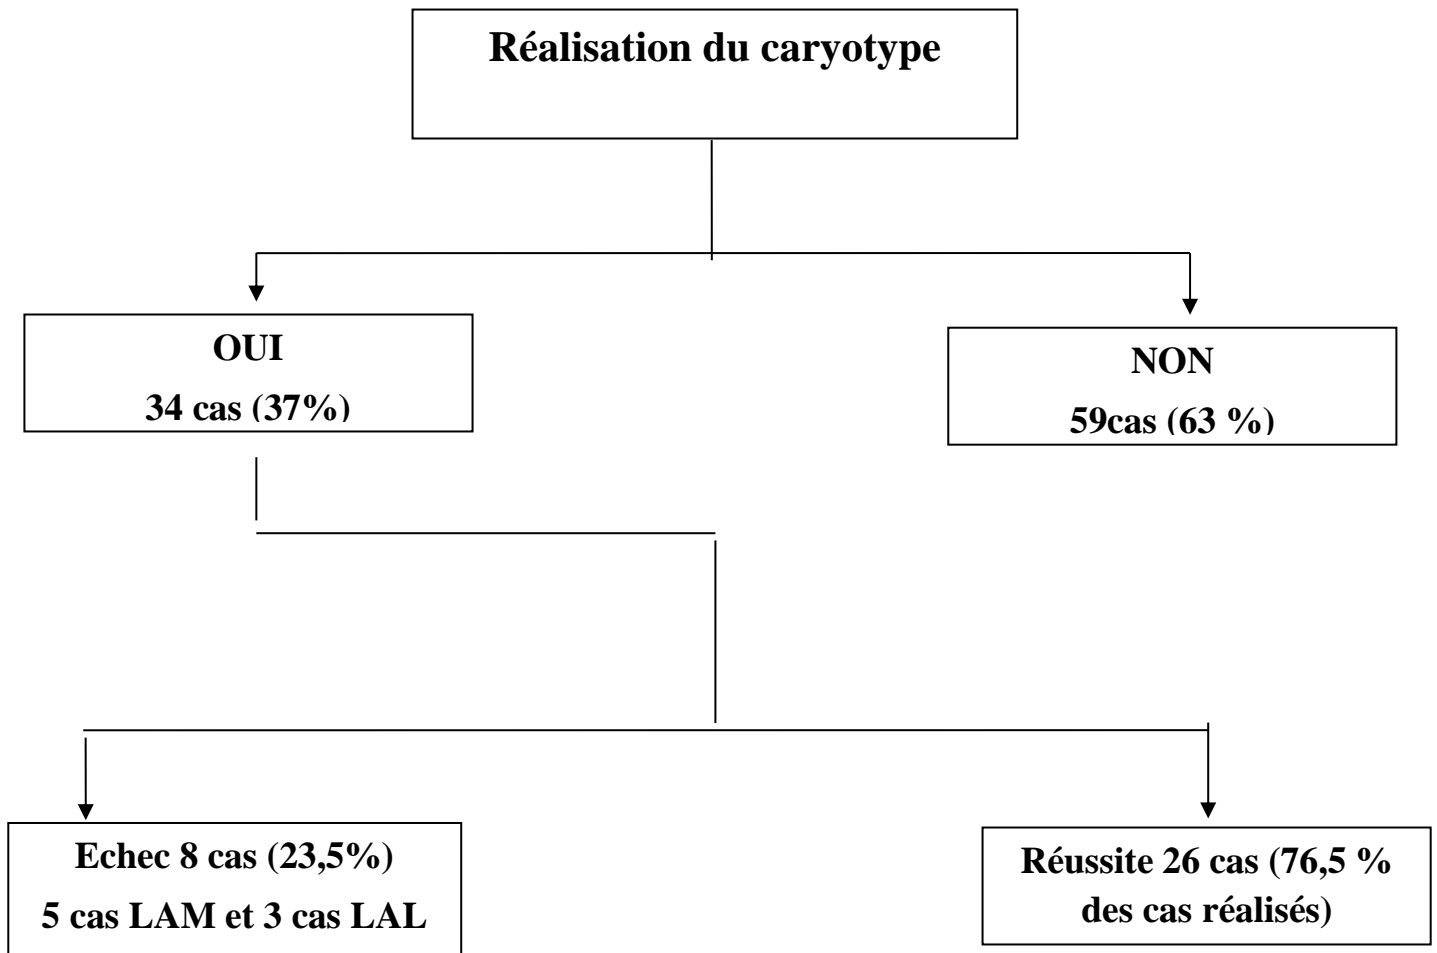 Réalisation du caryotype
OUI
34 cas (37%)
NON
59cas (63 %)
Echec 8 cas (23,5%)
5 cas LAM et 3 cas LAL
Réussite 26 cas (76,5 %
des cas réalisés)